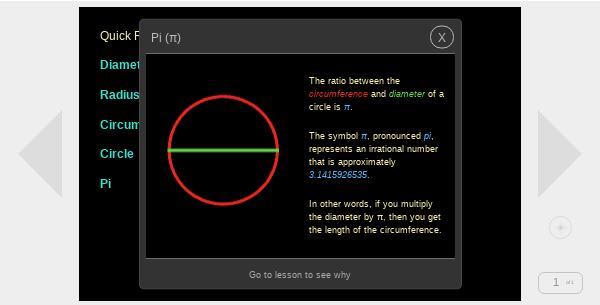 Quick
Pi (π)
X
Radius
Circle
Pi
The ratio between the
circumference and diameter of a
circle is π.
The symbol π, pronounced pi,
represents an irrational number
that is approximately
3.1415926535.
In other words, if you multiply
the diameter by π, then you get
the length of the circumference.
Go to lesson to see why
1